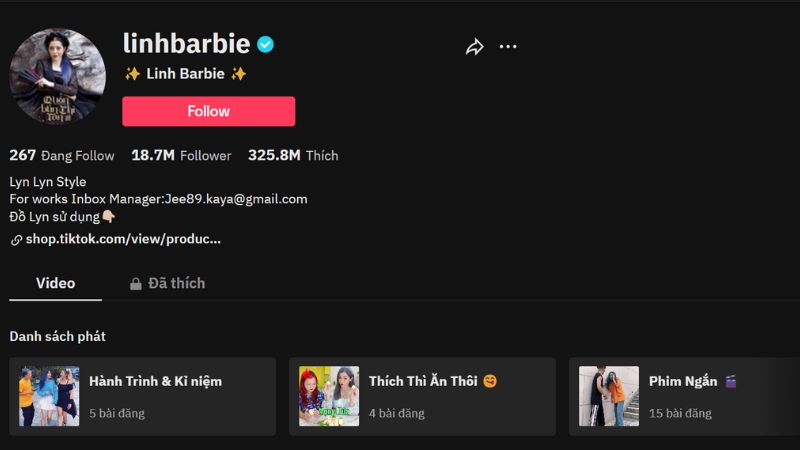 linhbarbie
✨ Linh Barbie ✨
Follow
267 Đang Follow 18.7M Follower 325.8M Thích
Lyn Lyn Style
For works Inbox Manager:Jee89.kaya@gmail.com
Đồ Lyn sử dụng👇🏻
shop.tiktok.com/view/produc...
Video
Đã thích
Danh sách phát
Hành Trình & Kỉ niệm
5 bài đăng
Thích Thì Ăn Thôi 😋
4 bài đăng
Phim Ngắn 🎬
15 bài đăng